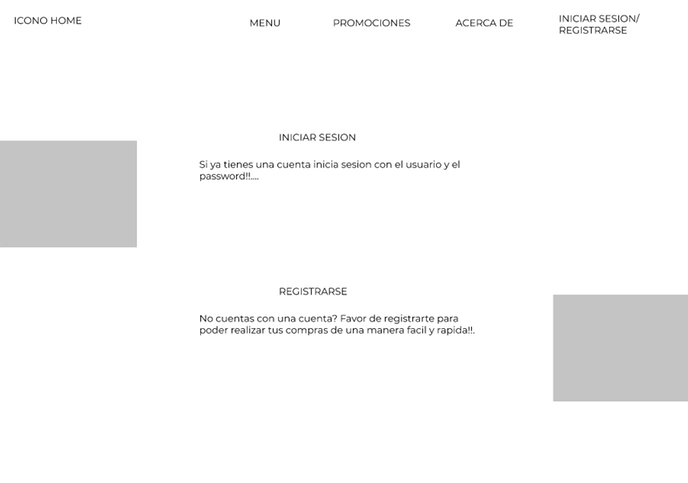 ICONO HOME
MENU
PROMOCIONES
ACERCA DE
INICIAR SESION/
REGISTRARSE
INICIAR SESION
Si ya tienes una cuenta inicia sesion con el usuario y el
password!!....
REGISTRARSE
No cuentas con una cuenta? Favor de registrarte para
poder realizar tus compras de una manera facil y rapida!!.